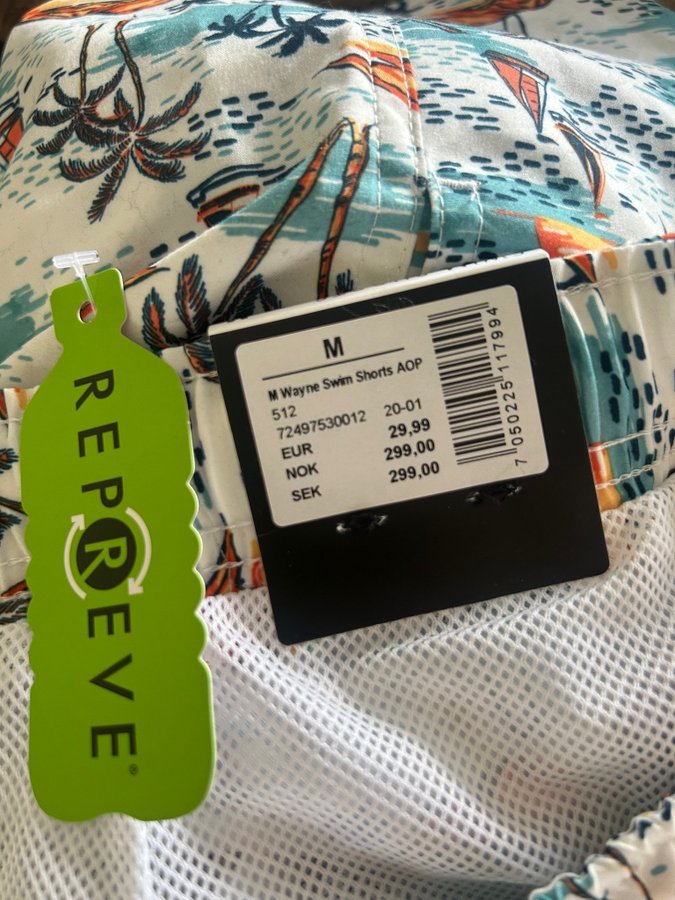 REPREVE®
M
M Wayne Swim Shorts AOP
512
72497530012 20-01
EUR 29,99
NOK 299,00
SEK 299,00
7 050225 117994